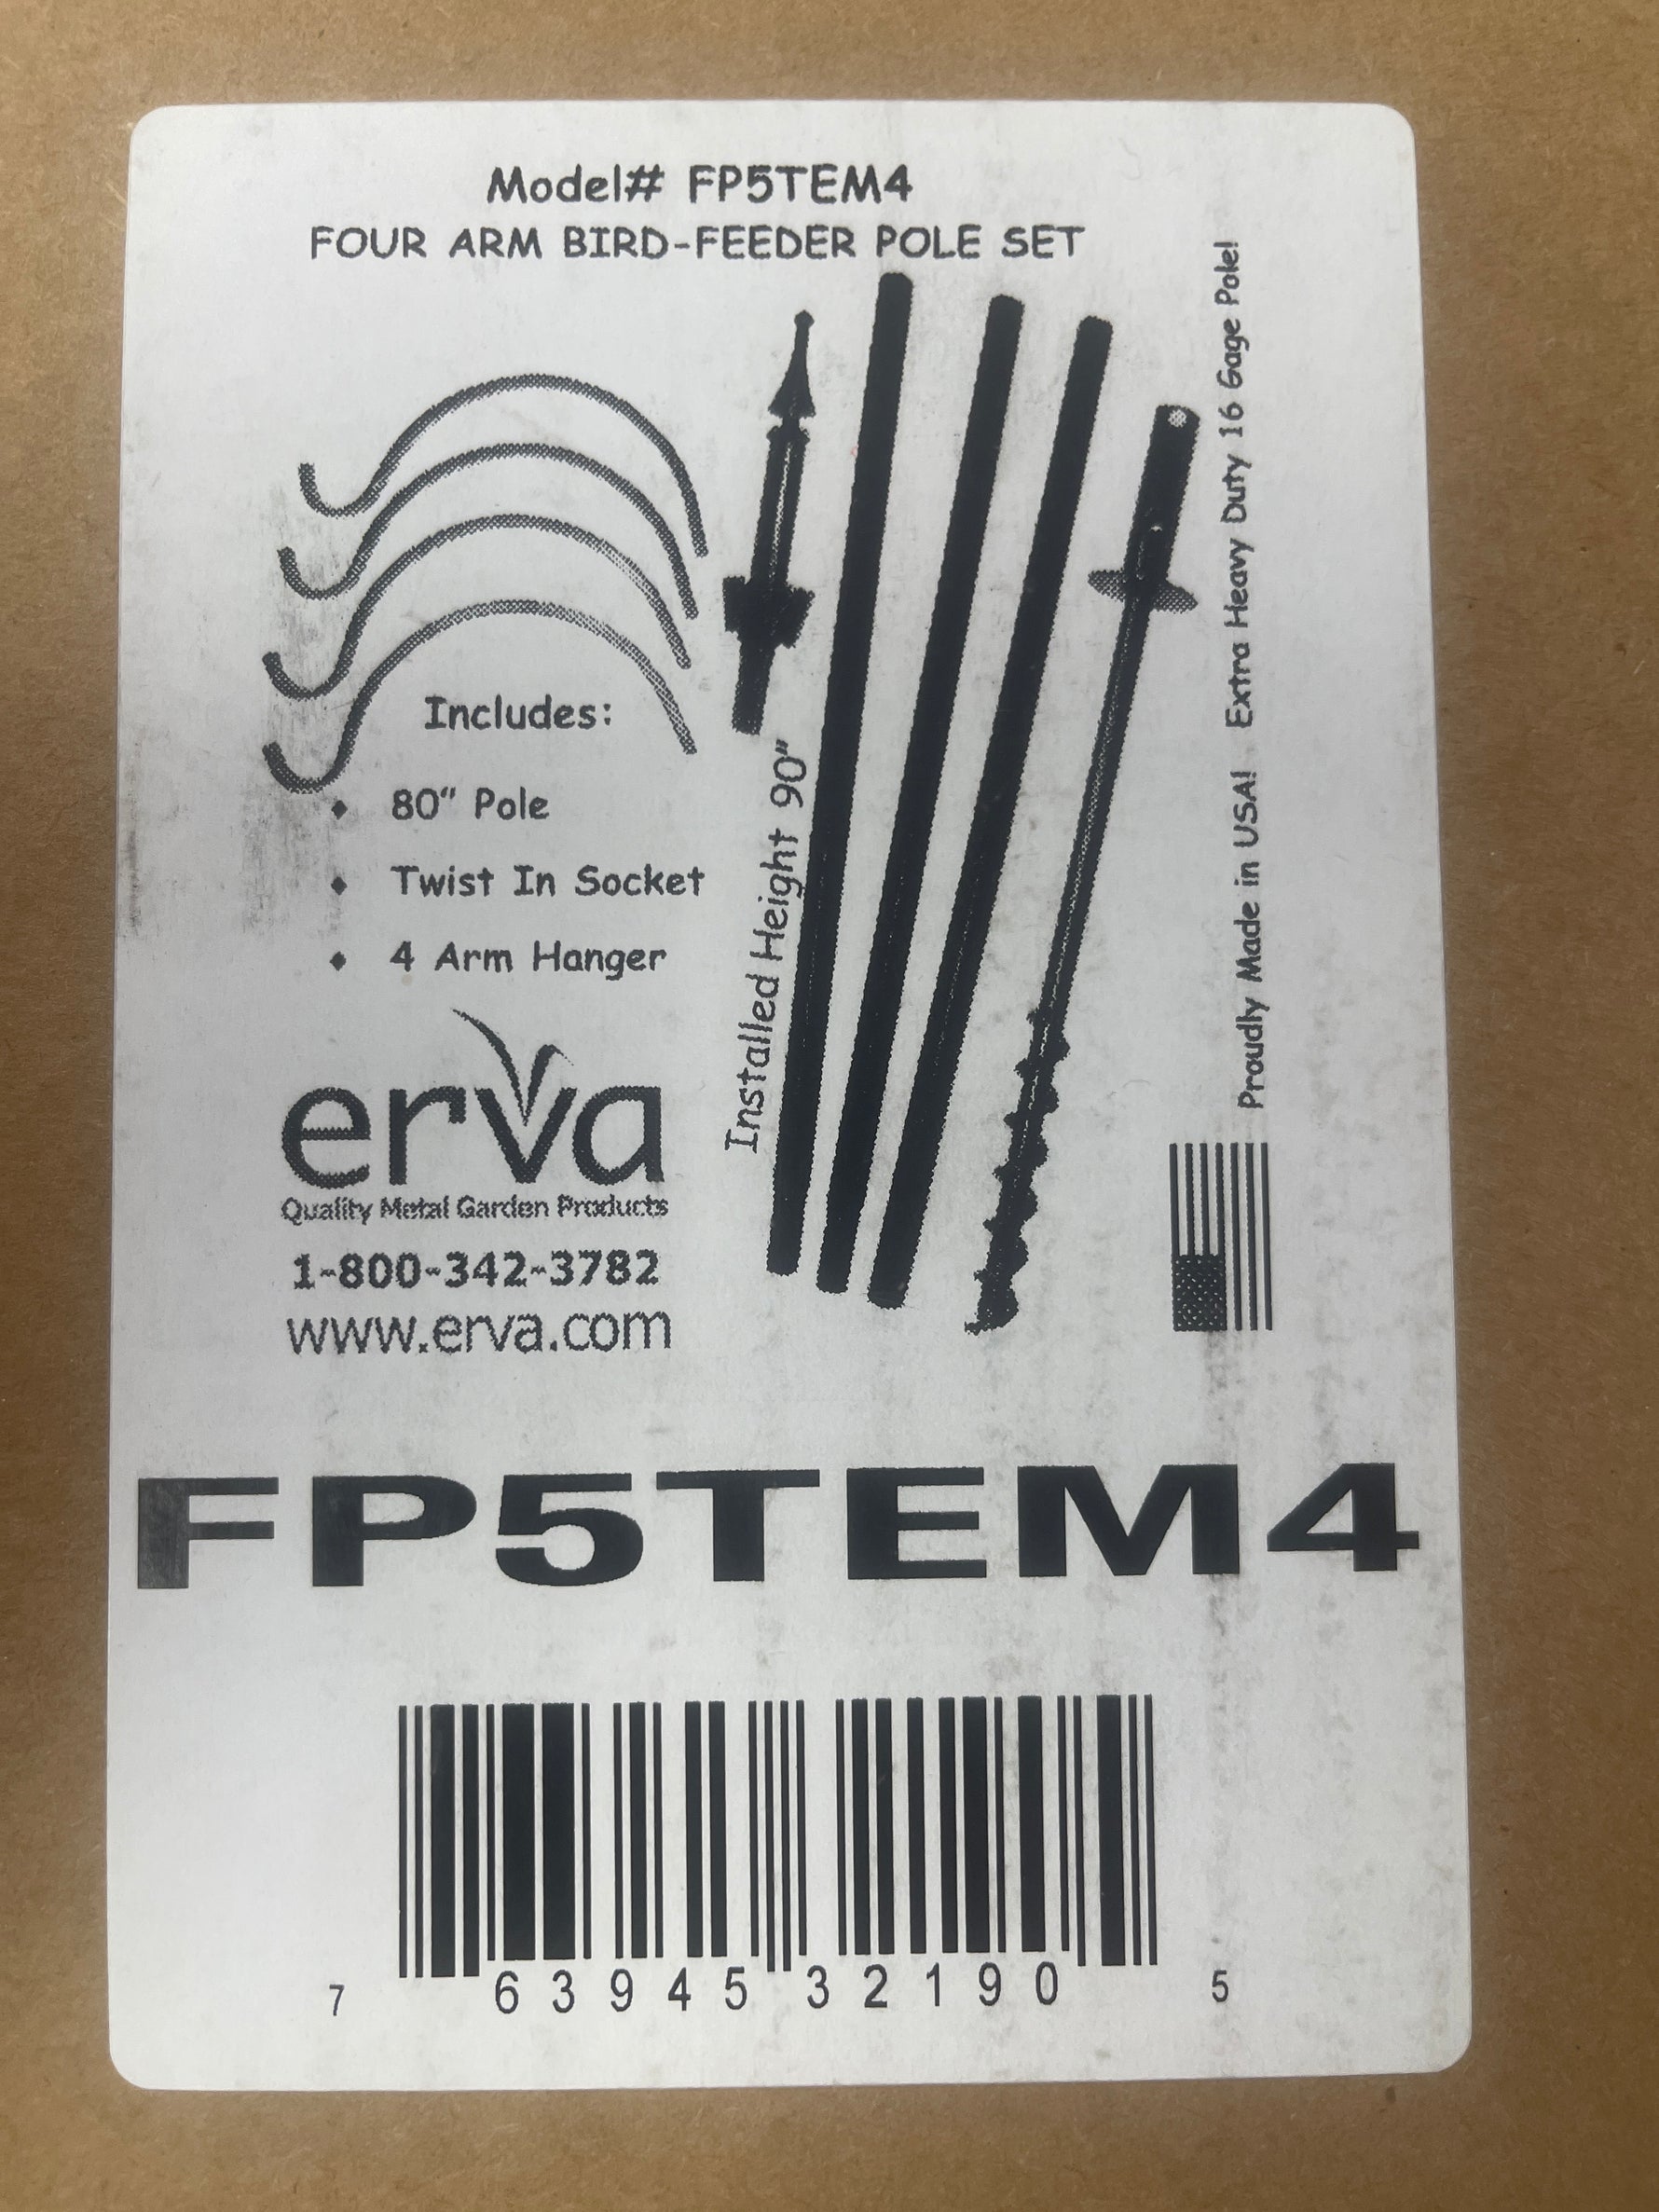 Model# FP5TEM4
FOUR ARM BIRD-FEEDER POLE SET
Includes:
♦ 80" Pole
♦ Twist In Socket
♦ 4 Arm Hanger
Installed Height 90"
Proudly Made in USA! Extra Heavy Duty 16 Gage Pole!
erva
Quality Metal Garden Products
1-800-342-3782
www.erva.com
FP5TEM4
7 63945 32190 5